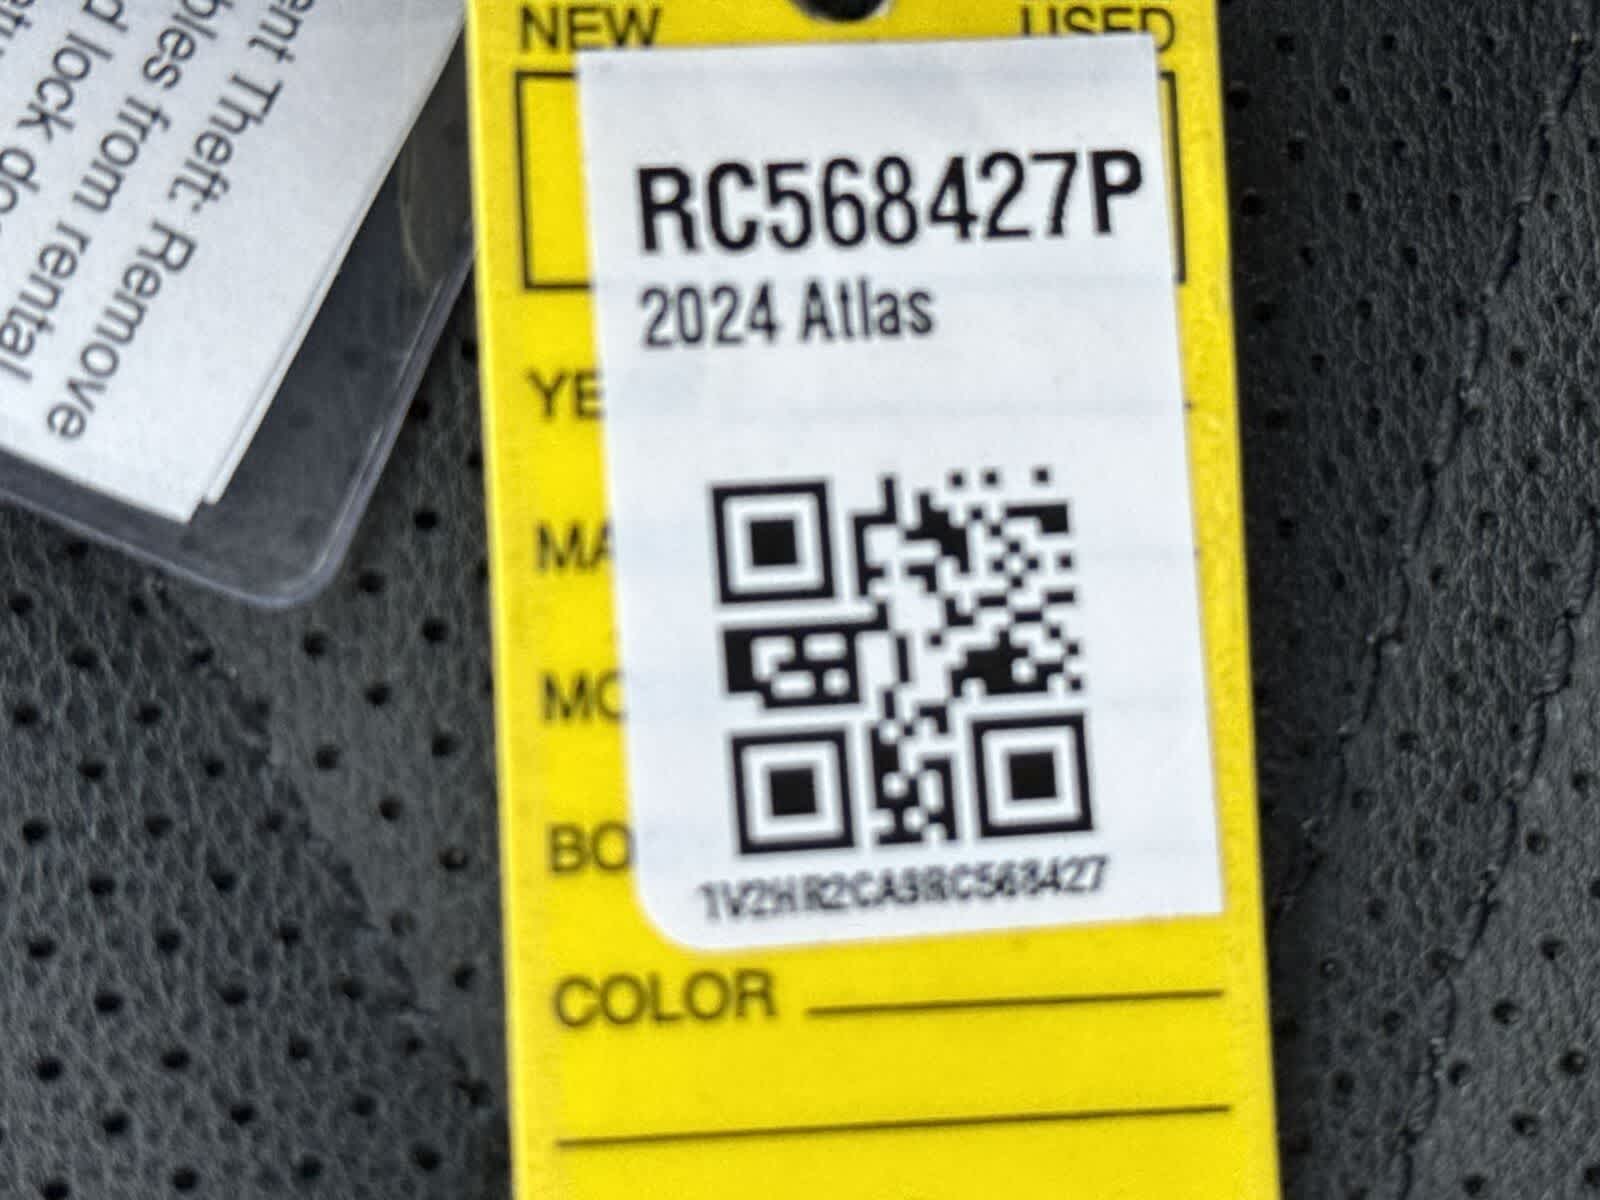 NEW USED
RC568427P
2024 Atlas
YE
MA
MO
BO
1V2HR2CA9RC568427
COLOR
ent Theft: Remove
bles from rental
d lock do